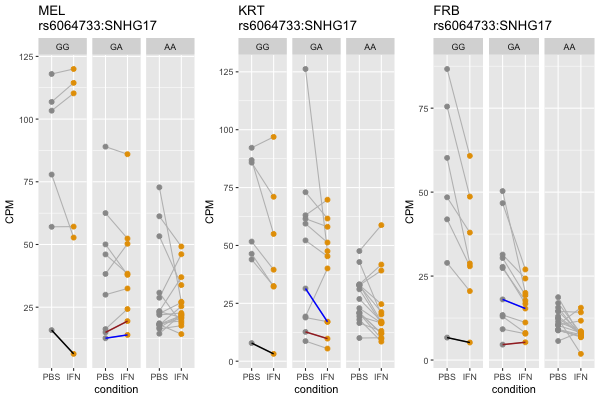 MEL
rs6064733:SNHG17
GG GA AA
125
100
75
50
25
CPM
PBS IFN PBS IFN PBS IFN
condition
KRT
rs6064733:SNHG17
GG GA AA
125
100
75
50
25
0
CPM
PBS IFN PBS IFN PBS IFN
condition
FRB
rs6064733:SNHG17
GG GA AA
75
50
25
0
CPM
PBS IFN PBS IFN PBS IFN
condition